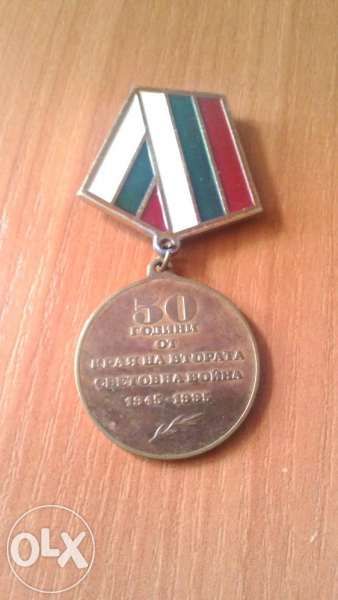 50
ГОДИНИ
ОТ
КРАЯ НА ВТОРАТА
СВЕТОВНА ВОЙНА
1945-1995
OLX